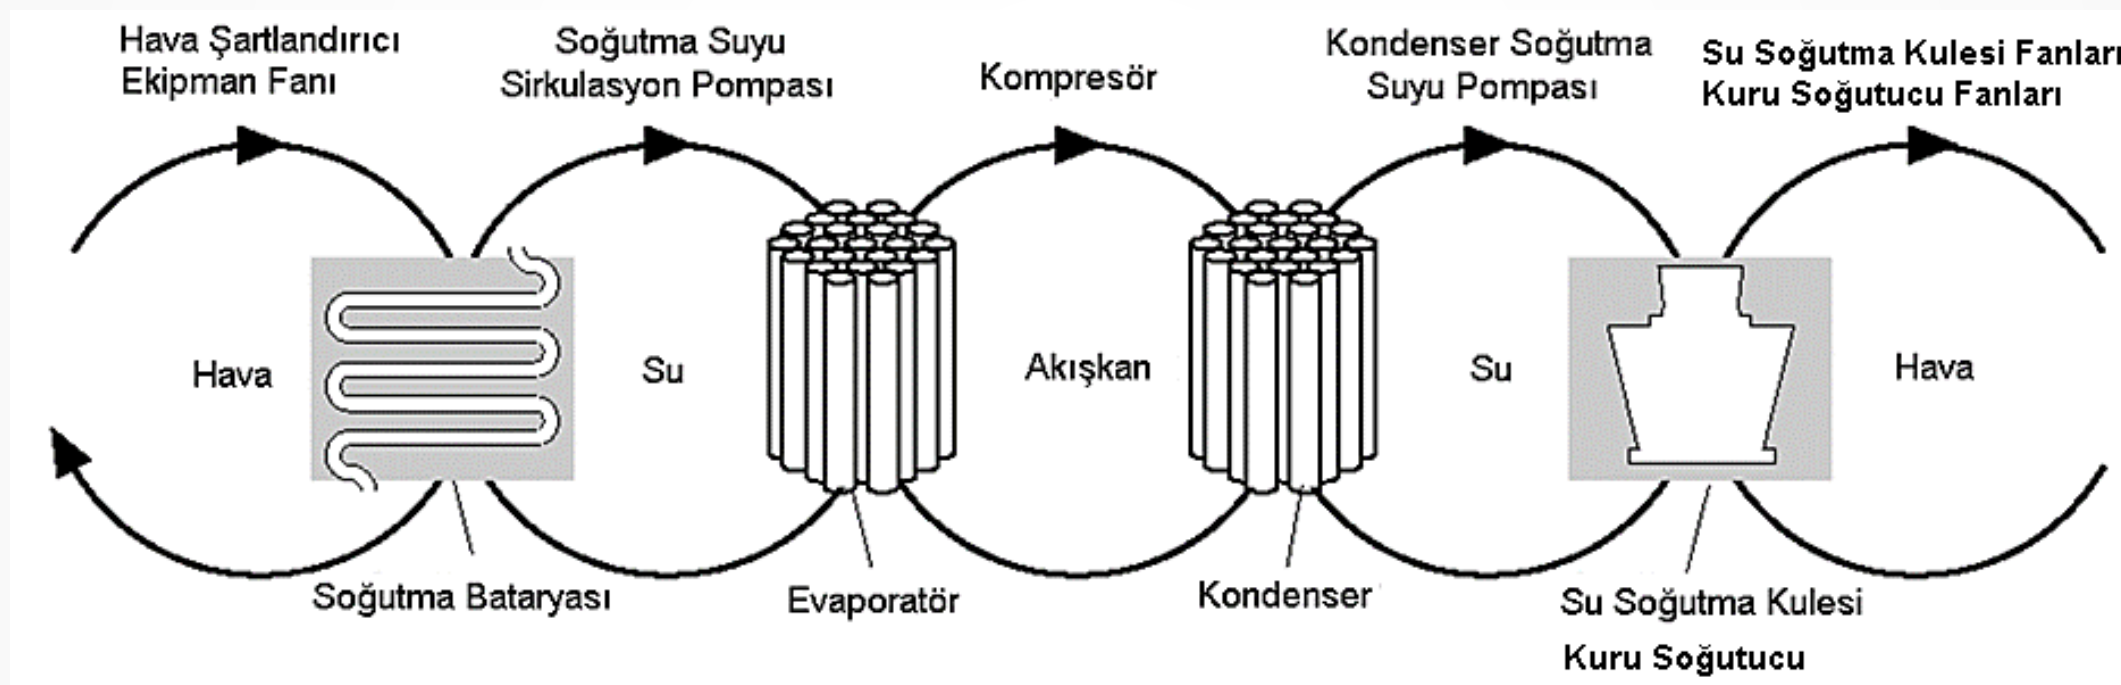 Hava Şartlandırıcı
Ekipman Fanı
Soğutma Suyu
Sirkulasyon Pompası
Kompresör
Kondenser Soğutma
Suyu Pompası
Su Soğutma Kulesi Fanları
Kuru Soğutucu Fanları
Hava
Su
Akışkan
Su
Hava
Soğutma Bataryası
Evaporatör
Kondenser
Su Soğutma Kulesi
Kuru Soğutucu